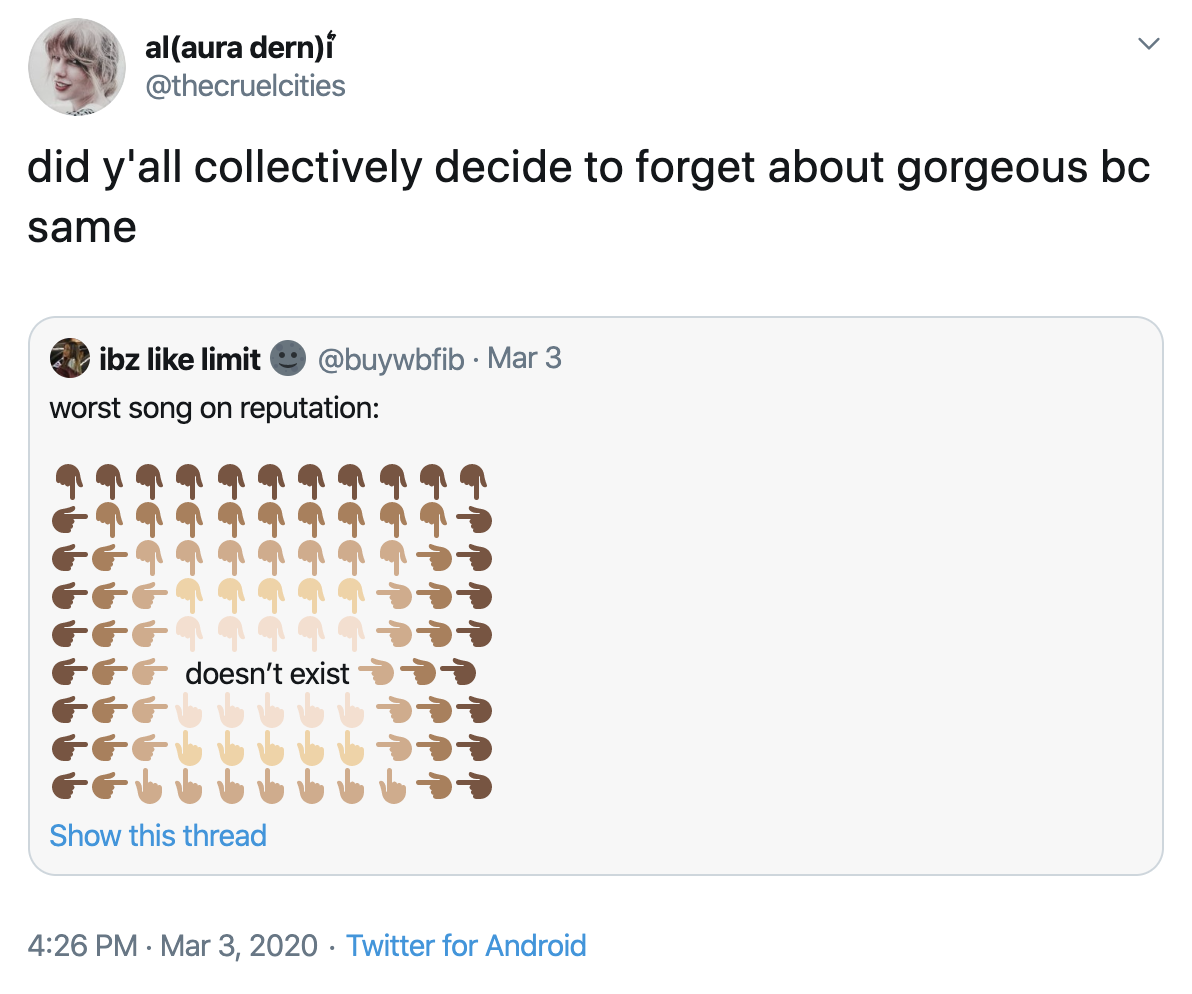 al(aura dern)ḯ
@thecruelcities
did y'all collectively decide to forget about gorgeous bc
same
ibz like limit 🌚 @buywbfib · Mar 3
worst song on reputation:
👇🏿👇🏿👇🏿👇🏿👇🏿👇🏿👇🏿👇🏿👇🏿👇🏿👇🏿
👉🏿👇🏾👇🏾👇🏾👇🏾👇🏾👇🏾👇🏾👇🏾👇🏾👈🏿
👉🏿👉🏾👇🏽👇🏽👇🏽👇🏽👇🏽👇🏽👇🏽👈🏾👈🏿
👉🏿👉🏾👉🏽👇🏼👇🏼👇🏼👇🏼👇🏼👈🏽👈🏾👈🏿
👉🏿👉🏾👉🏽👇🏻👇🏻👇🏻👇🏻👇🏻👈🏽👈🏾👈🏿
👉🏿👉🏾👉🏽 doesn’t exist 👈🏽👈🏾👈🏿
👉🏿👉🏾👉🏽👆🏻👆🏻👆🏻👆🏻👆🏻👈🏽👈🏾👈🏿
👉🏿👉🏾👉🏽👆🏼👆🏼👆🏼👆🏼👆🏼👈🏽👈🏾👈🏿
👉🏿👉🏾👆🏽👆🏽👆🏽👆🏽👆🏽👆🏽👆🏽👈🏾👈🏿
Show this thread
4:26 PM · Mar 3, 2020 · Twitter for Android